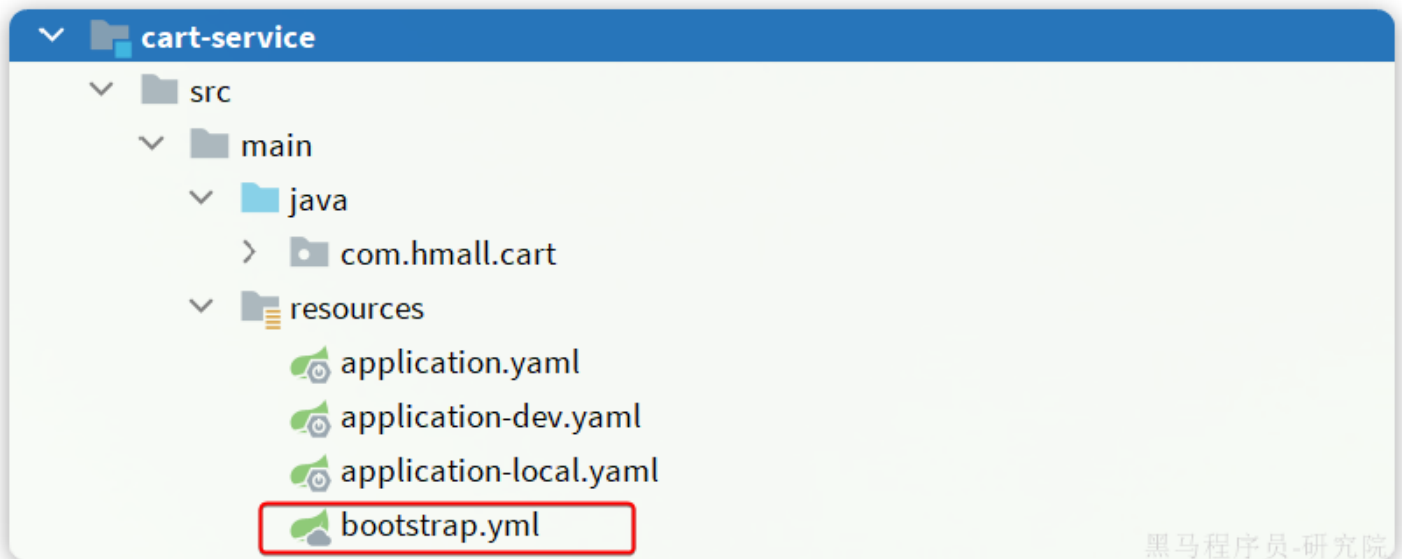 cart-service
src
main
java
com.hmall.cart
resources
application.yaml
application-dev.yaml
application-local.yaml
bootstrap.yml
黑马程序员-研究院